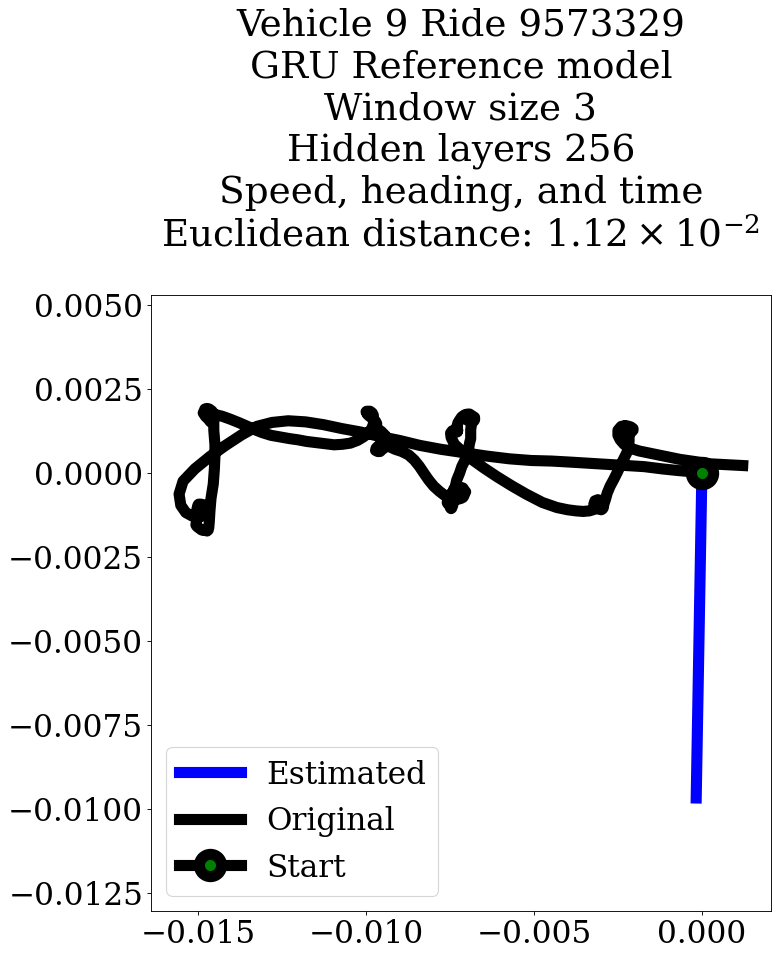 Vehicle 9 Ride 9573329
GRU Reference model
Window size 3
Hidden layers 256
Speed, heading, and time
Euclidean distance: 1.12 × 10⁻²
0.0050
0.0025
0.0000
−0.0025
−0.0050
−0.0075
−0.0100
−0.0125
Estimated
Original
Start
−0.015 −0.010 −0.005 0.000